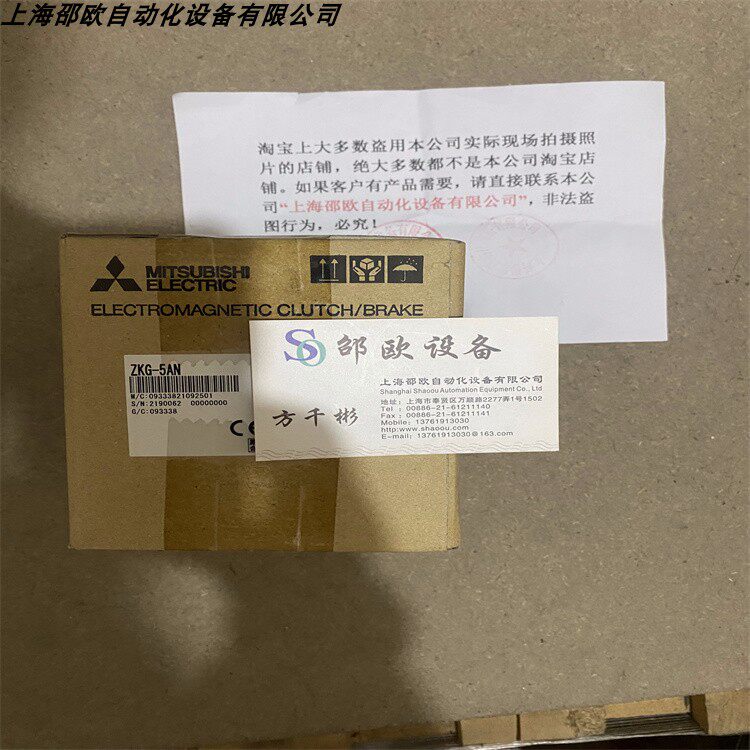 上海邵欧自动化设备有限公司
淘宝上大多数盗用本公司实际现场拍摄照
片的店铺，绝大多数都不是本公司淘宝店
铺。如果客户有产品需要，请直接联系本公
司“上海邵欧自动化设备有限公司”，非法盗
图行为，必究！
MITSUBISHI
ELECTRIC
ELECTROMAGNETIC CLUTCH/BRAKE
ZKG-5AN
M/C:09333821092501
S/N:2190062 00000000
G/C:093338
CE
SO 邵欧设备
上海邵欧自动化设备有限公司
Shanghai Shaoou Automation Equipment Co., Ltd
地址：上海市奉贤区万顺路2277弄1号1502
Tel : 00886-21-61211140
Fax : 00886-21-61211141
Mobile: 13761913030
http:www.shaoou.com
E-mail: 13761913030@163.com
方千彬